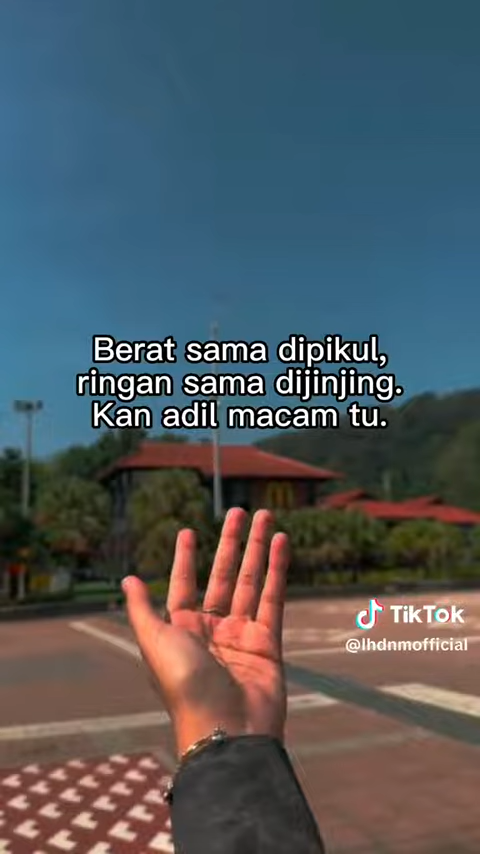 Berat sama dipikul,
ringan sama dijinjing.
Kan adil macam tu.
TikTok
@lhdnmofficial